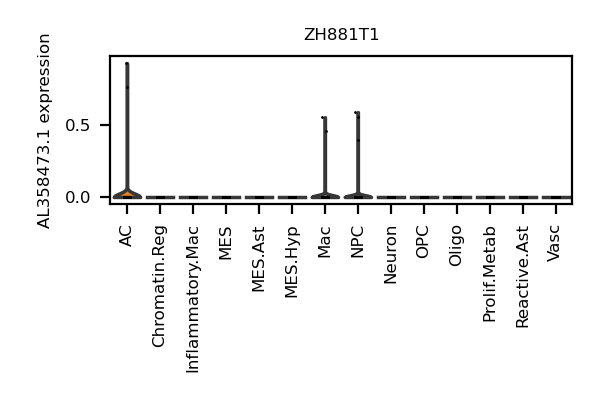 ZH881T1
AL358473.1 expression
0.5
0.0
AC
Chromatin.Reg
Inflammatory.Mac
MES
MES.Ast
MES.Hyp
Mac
NPC
Neuron
OPC
Oligo
Prolif.Metab
Reactive.Ast
Vasc